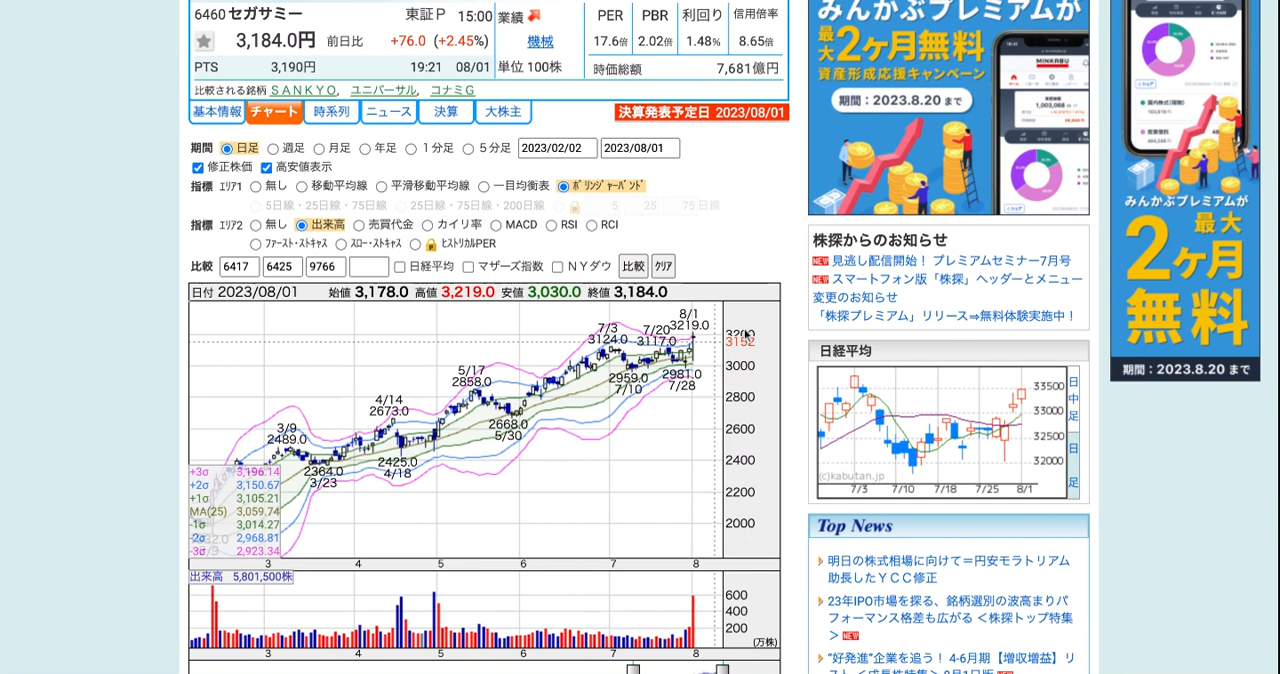 6460 セガサミー 東証Ｐ 15:00 業績
3,184.0円 前日比 +76.0 (+2.45%) 機械
PTS 3,190円 19:21 08/01 単位 100株
PER PBR 利回り 信用倍率
17.6倍 2.02倍 1.48% 8.65倍
時価総額 7,681億円
比較される銘柄 ＳＡＮＫＹＯ, ユニバーサル, コナミＧ
基本情報 チャート 時系列 ニュース 決算 大株主
決算発表予定日 2023/08/01
期間 日足 週足 月足 年足 １分足 ５分足 2023/02/02 2023/08/01
修正株価 高安値表示
指標 エリア1 無し 移動平均線 平滑移動平均線 一目均衡表 ボリンジャーバンド
5日線・25日線・75日線 25日線・75日線・200日線 5 25 75 日線
指標 エリア2 無し 出来高 売買代金 カイリ率 MACD RSI RCI
ファースト・ストキャス スロー・ストキャス ヒストリカルPER
比較 6417 6425 9766 日経平均 マザーズ指数 ＮＹダウ 比較 クリア
日付 2023/08/01 始値 3,178.0 高値 3,219.0 安値 3,030.0 終値 3,184.0
8/1
3219.0
7/3
3124.0
7/20
3117.0
3200
3152
3000
2981.0
7/28
2959.0
7/10
5/17
2858.0
2800
4/14
2673.0
2668.0
5/30
2600
3/9
2489.0
2425.0
4/18
2400
2364.0
3/23
2200
2000
+3σ 3,196.14
+2σ 3,150.67
+1σ 3,105.21
MA(25) 3,059.74
-1σ 3,014.27
-2σ 2,968.81
-3σ 2,923.34
3 4 5 6 7 8
出来高 5,801,500株
600
400
200
(万株)
3 4 5 6 7 8
みんかぶプレミアムが
最大2ヶ月無料
資産形成応援キャンペーン
期間：2023.8.20 まで
MINKABU
1,003,068
株探からのお知らせ
NEW 見逃し配信開始！ プレミアムセミナー7月号
NEW スマートフォン版「株探」ヘッダーとメニュー
変更のお知らせ
「株探プレミアム」リリース⇒無料体験実施中！
日経平均
33500
33000
32500
32000
7/3 7/10 7/18 7/25 8/1
(c)kabutan.jp
日中足
日足
Top News
明日の株式相場に向けて＝円安モラトリアム
助長したＹＣＣ修正
23年IPO市場を探る、銘柄選別の波高まりパ
フォーマンス格差も広がる ＜株探トップ特集
＞ NEW
”好発進”企業を追う！ 4-6月期【増収増益】リ
スト ＜成長株特集＞ 8月1日版 NEW
みんかぶプレミアムが
最大
2ヶ月
無料
期間：2023.8.20 まで